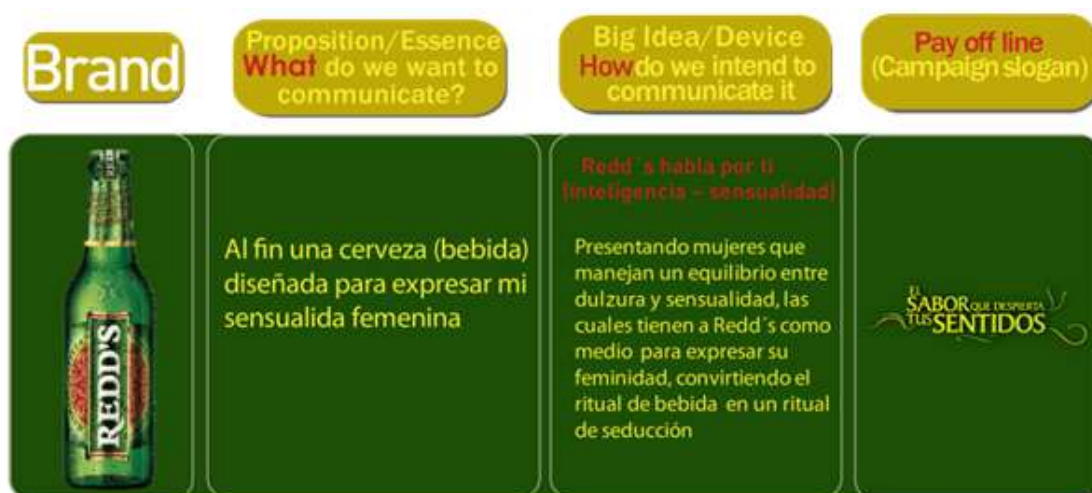 Brand
Proposition/Essence
What do we want to
communicate?
Big Idea/Device
How do we intend to
communicate it
Pay off line
(Campaign slogan)
REDD'S
Al fin una cerveza (bebida)
diseñada para expresar mi
sensualida femenina
Redd´s habla por ti
(inteligencia – sensualidad)
Presentando mujeres que
manejan un equilibrio entre
dulzura y sensualidad, las
cuales tienen a Redd´s como
medio para expresar su
feminidad, convirtiendo el
ritual de bebida en un ritual
de seducción
EL
SABOR QUE DESPIERTA
TUS SENTIDOS